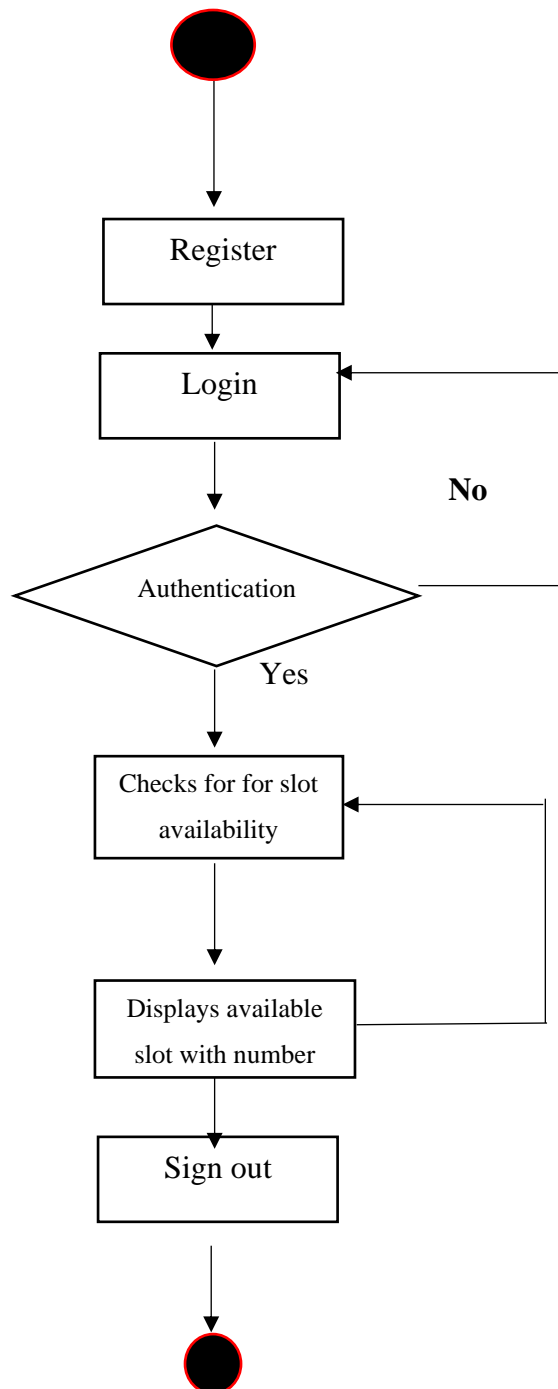 Register
Login
No
Authentication
Yes
Checks for for slot
availability
Displays available
slot with number
Sign out